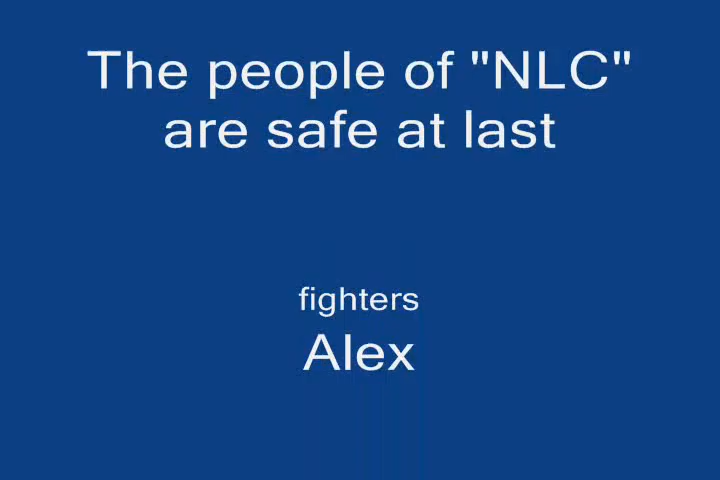 The people of "NLC"
are safe at last
fighters
Alex